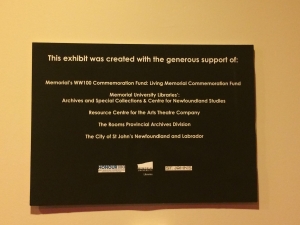 This exhibit was created with the generous support of:
Memorial's WW100 Commemoration Fund: Living Memorial Commemoration Fund
Memorial University Libraries':
Archives and Special Collections & Centre for Newfoundland Studies
Resource Centre for the Arts Theatre Company
The Rooms Provincial Archives Division
The City of St John's Newfoundland and Labrador
HONOUR